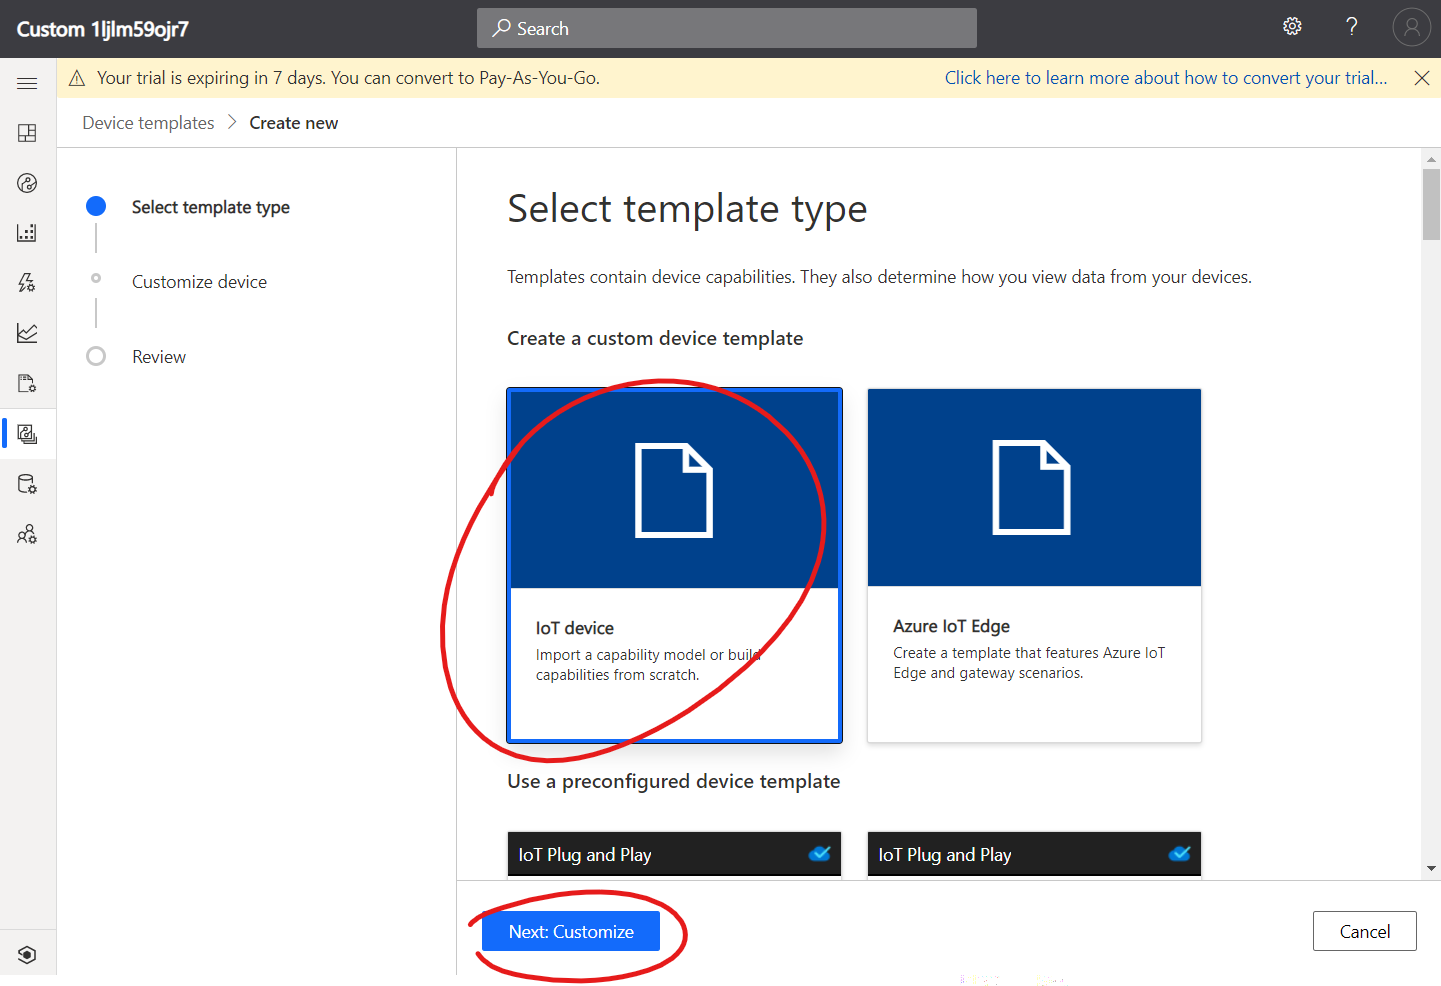 Custom 1ljlm59ojr7
Search
?
Your trial is expiring in 7 days. You can convert to Pay-As-You-Go.
Click here to learn more about how to convert your trial...
Device templates > Create new
Select template type
Customize device
Review
Select template type
Templates contain device capabilities. They also determine how you view data from your devices.
Create a custom device template
IoT device
Import a capability model or build
capabilities from scratch.
Azure IoT Edge
Create a template that features Azure IoT
Edge and gateway scenarios.
Use a preconfigured device template
IoT Plug and Play
IoT Plug and Play
Next: Customize
Cancel